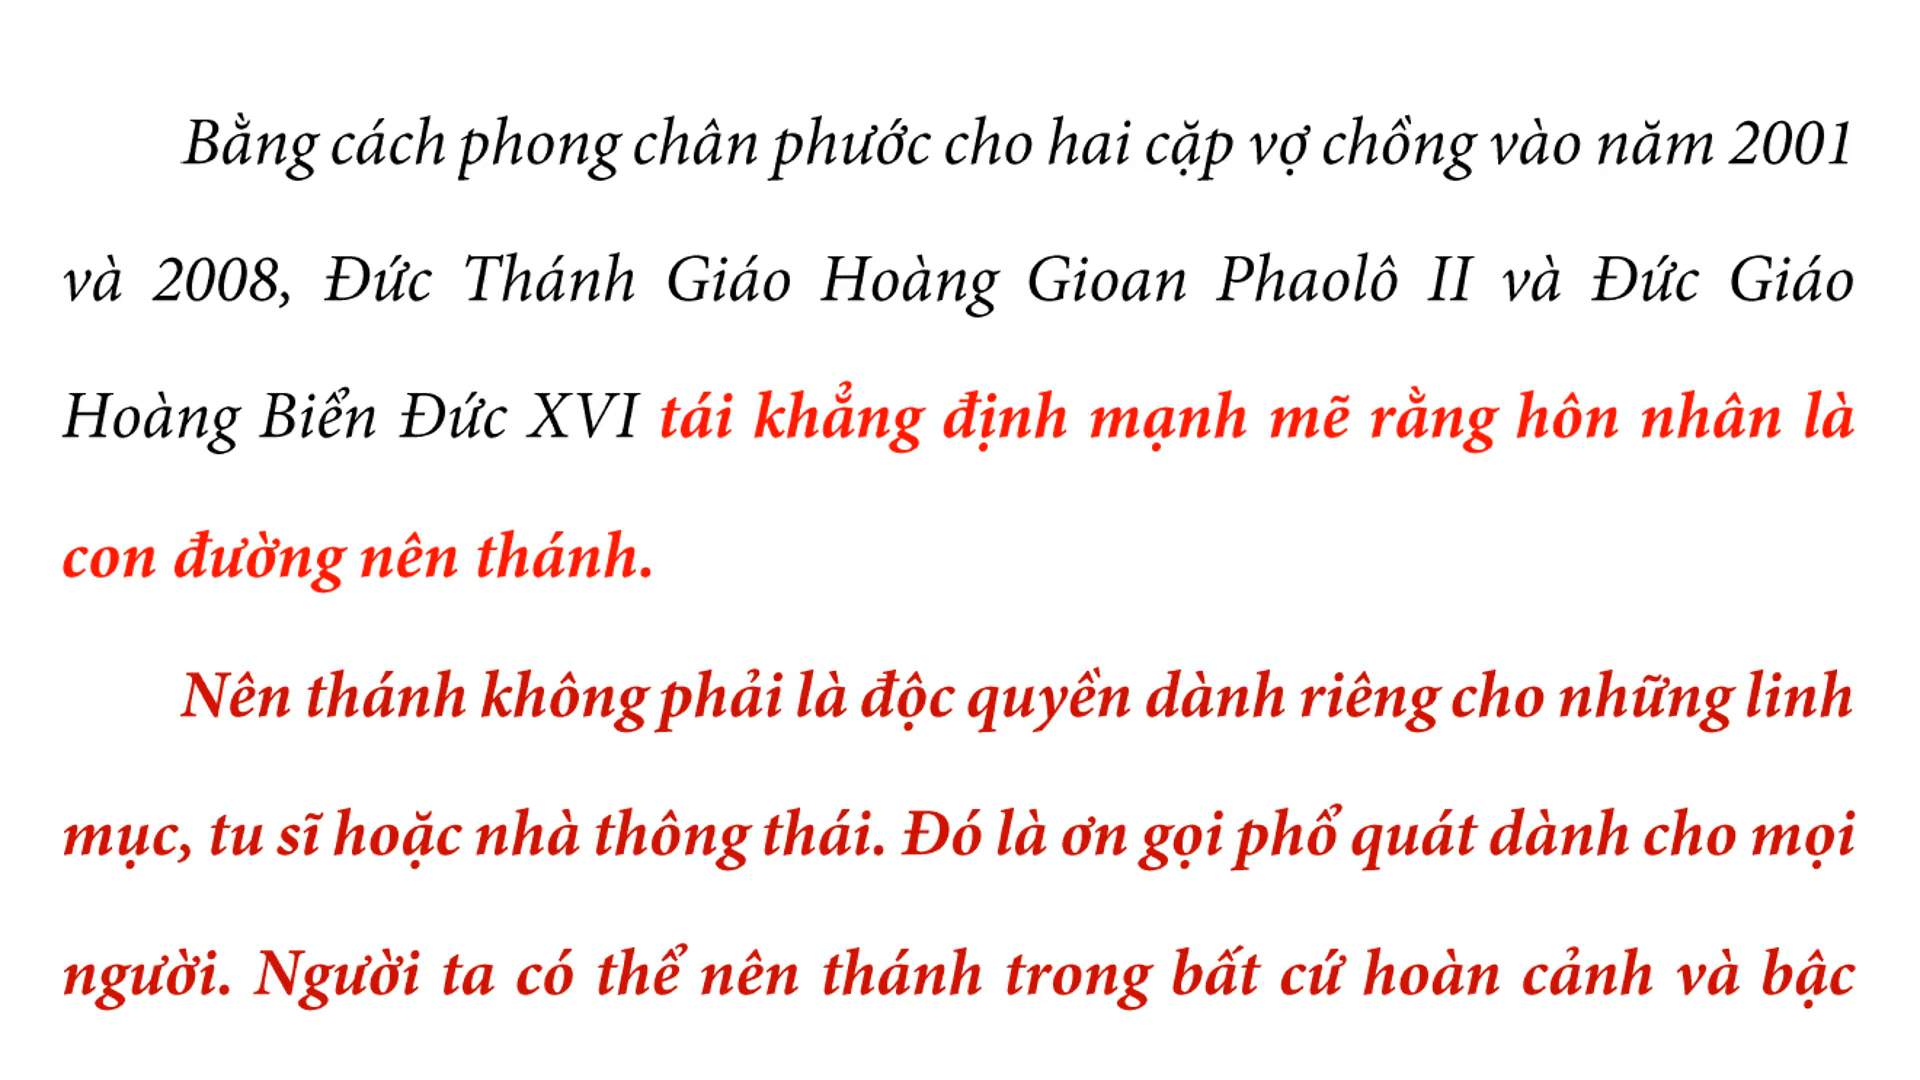 Bằng cách phong chân phước cho hai cặp vợ chồng vào năm 2001
và 2008, Đức Thánh Giáo Hoàng Gioan Phaolô II và Đức Giáo
Hoàng Biển Đức XVI tái khẳng định mạnh mẽ rằng hôn nhân là
con đường nên thánh.
Nên thánh không phải là độc quyền dành riêng cho những linh
mục, tu sĩ hoặc nhà thông thái. Đó là ơn gọi phổ quát dành cho mọi
người. Người ta có thể nên thánh trong bất cứ hoàn cảnh và bậc